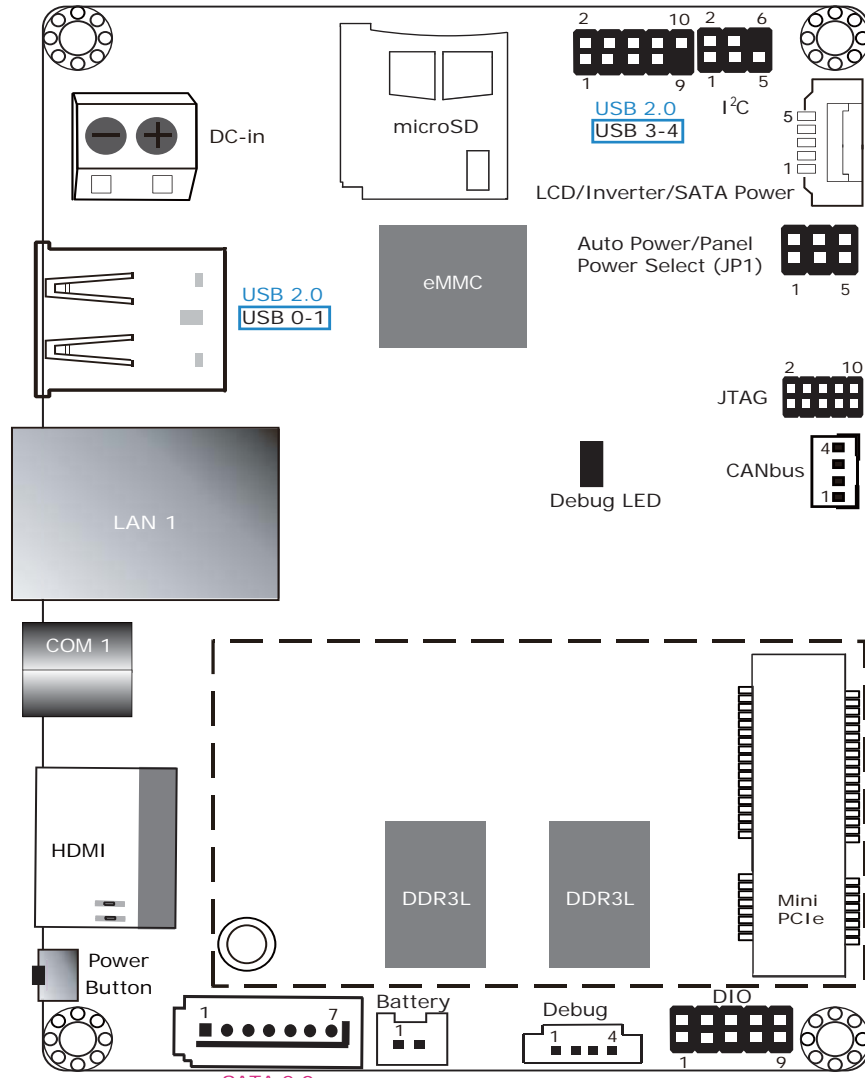 2 10 2 6
1 9 1 5
USB 2.0
USB 3-4
I²C
DC-in
microSD
5
1
LCD/Inverter/SATA Power
Auto Power/Panel
Power Select (JP1)
1 5
eMMC
USB 2.0
USB 0-1
2 10
JTAG
CANbus
4
1
Debug LED
LAN 1
COM 1
HDMI
DDR3L
DDR3L
Mini
PCIe
Power
Button
1 7
Battery
1
Debug
1 4
DIO
1 9